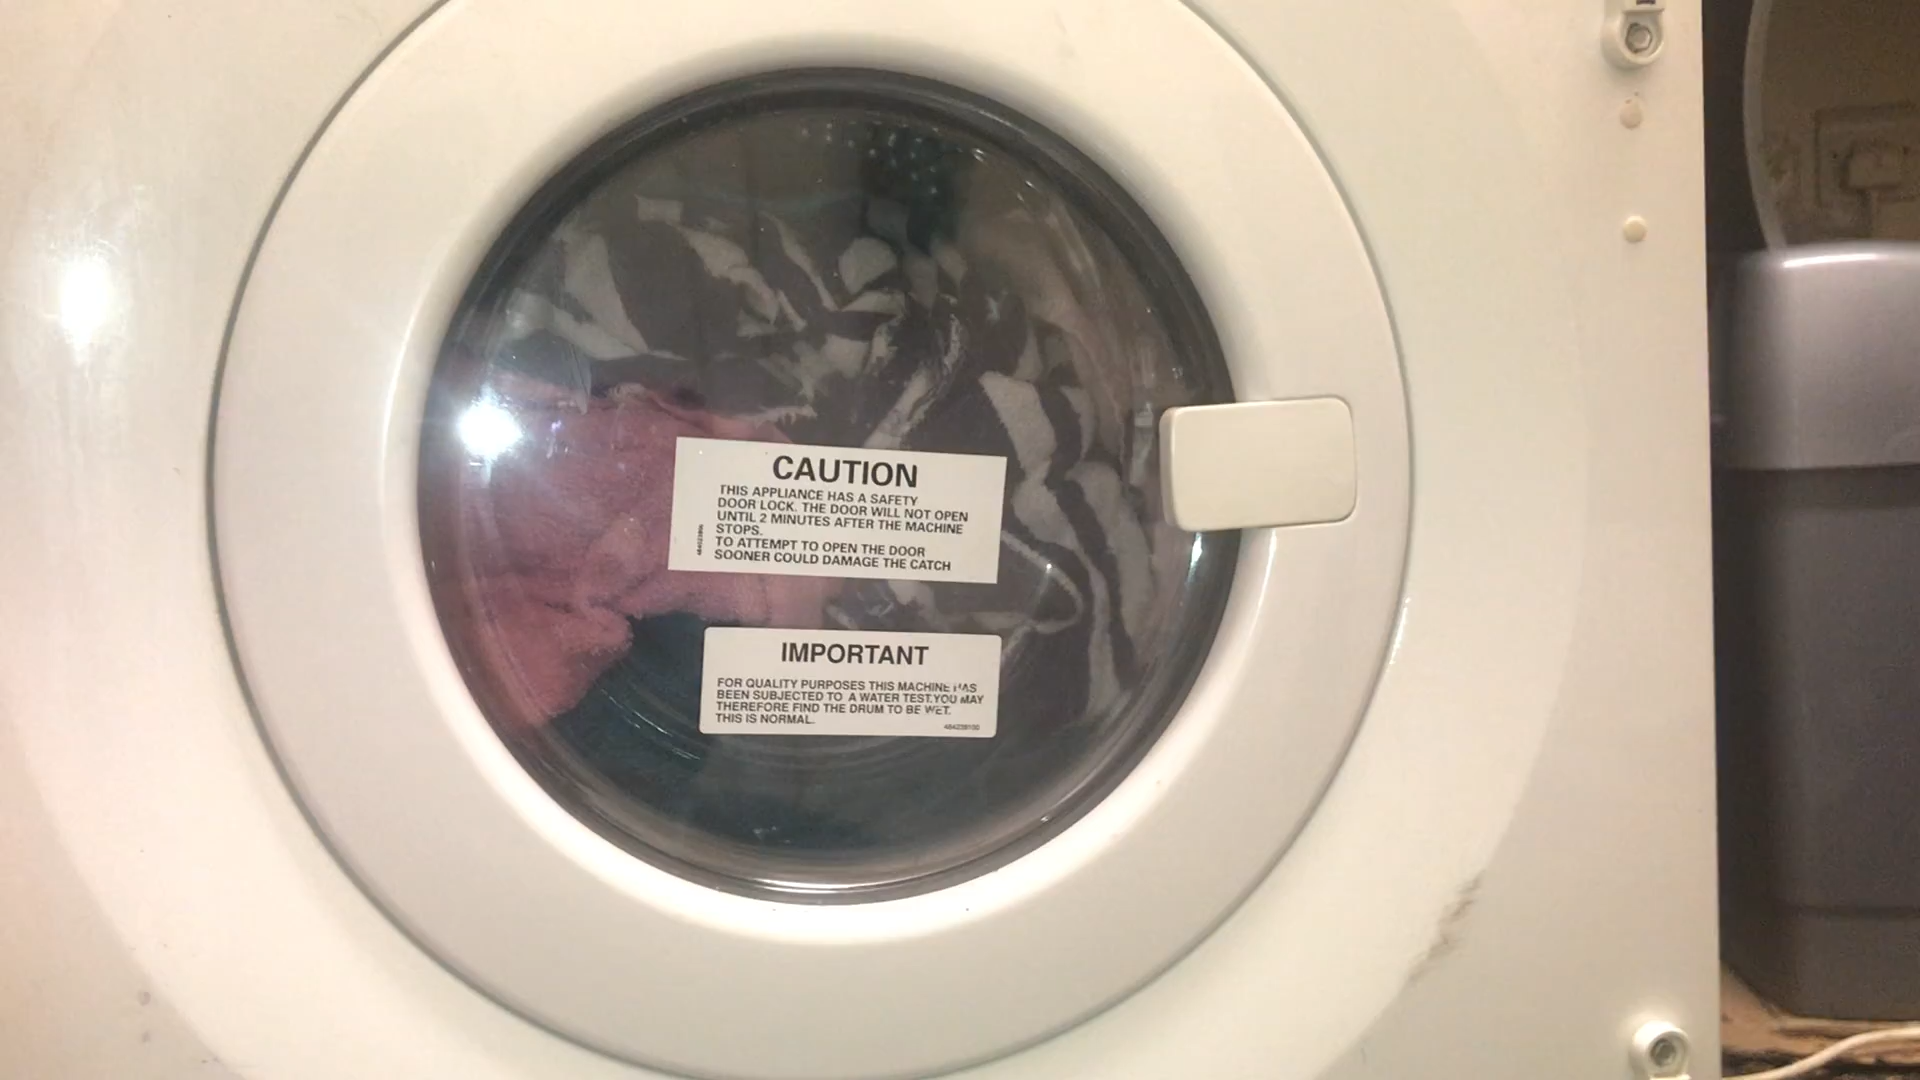 CAUTION
THIS APPLIANCE HAS A SAFETY
DOOR LOCK. THE DOOR WILL NOT OPEN
UNTIL 2 MINUTES AFTER THE MACHINE
STOPS.
TO ATTEMPT TO OPEN THE DOOR
SOONER COULD DAMAGE THE CATCH
IMPORTANT
FOR QUALITY PURPOSES THIS MACHINE HAS
BEEN SUBJECTED TO A WATER TEST.YOU MAY
THEREFORE FIND THE DRUM TO BE WET.
THIS IS NORMAL.